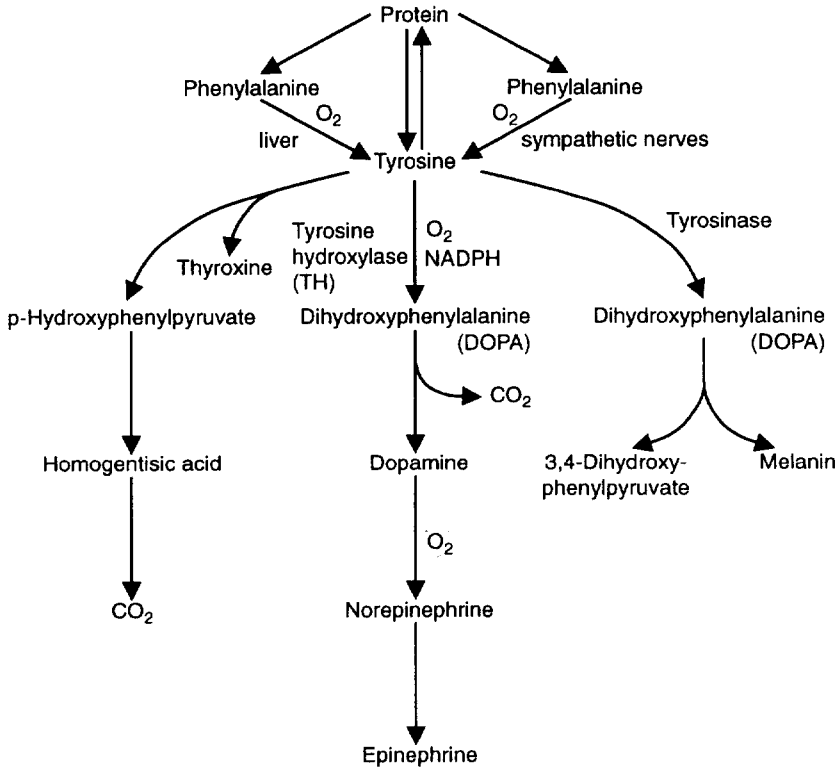 Protein
Phenylalanine
Phenylalanine
O2
O2
liver
sympathetic nerves
Tyrosine
Tyrosinase
Thyroxine
Tyrosine
hydroxylase
(TH)
O2
NADPH
p-Hydroxyphenylpyruvate
Dihydroxyphenylalanine
(DOPA)
Dihydroxyphenylalanine
(DOPA)
CO2
Homogentisic acid
Dopamine
3,4-Dihydroxy-
phenylpyruvate
Melanin
O2
CO2
Norepinephrine
Epinephrine